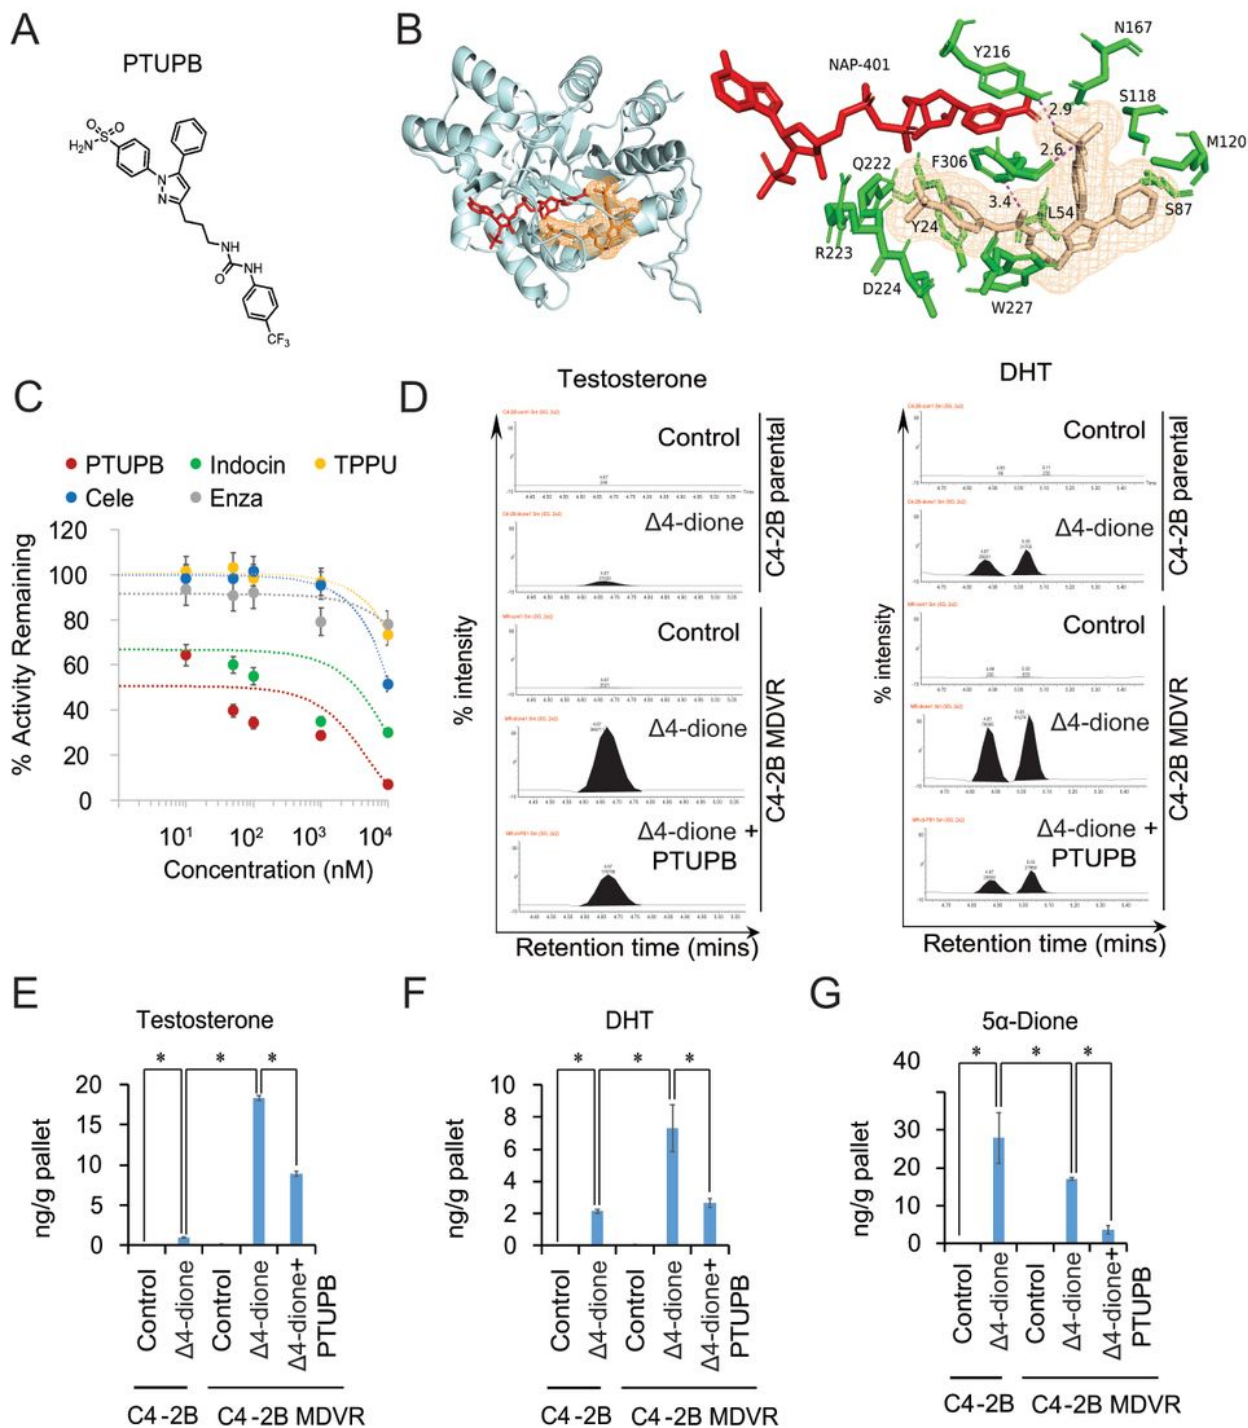 A
PTUPB
H₂N
S
O
O
N
N
NH
O
NH
CF₃
B
NAP-401
Y216
N167
2.9
S118
2.6
M120
Q222
F306
3.4
L54
S87
Y24
R223
D224
W227
C
PTUPB Indocin TPPU
Cele Enza
% Activity Remaining
120
100
80
60
40
20
0
10¹ 10² 10³ 10⁴
Concentration (nM)
D
Testosterone
DHT
Control
Δ4-dione
C4-2B parental
Control
Δ4-dione
Δ4-dione +
PTUPB
C4-2B MDVR
% intensity
Retention time (mins)
Control
Δ4-dione
C4-2B parental
Control
Δ4-dione
Δ4-dione +
PTUPB
C4-2B MDVR
Retention time (mins)
E
Testosterone
* * *
ng/g pallet
20
15
10
5
0
Control
Δ4-dione
Control
Δ4-dione
Δ4-dione+
PTUPB
C4-2B C4-2B MDVR
F
DHT
* * *
ng/g pallet
10
8
6
4
2
0
Control
Δ4-dione
Control
Δ4-dione
Δ4-dione+
PTUPB
C4-2B C4-2B MDVR
G
5α-Dione
* * *
ng/g pallet
40
30
20
10
0
Control
Δ4-dione
Control
Δ4-dione
Δ4-dione+
PTUPB
C4-2B C4-2B MDVR